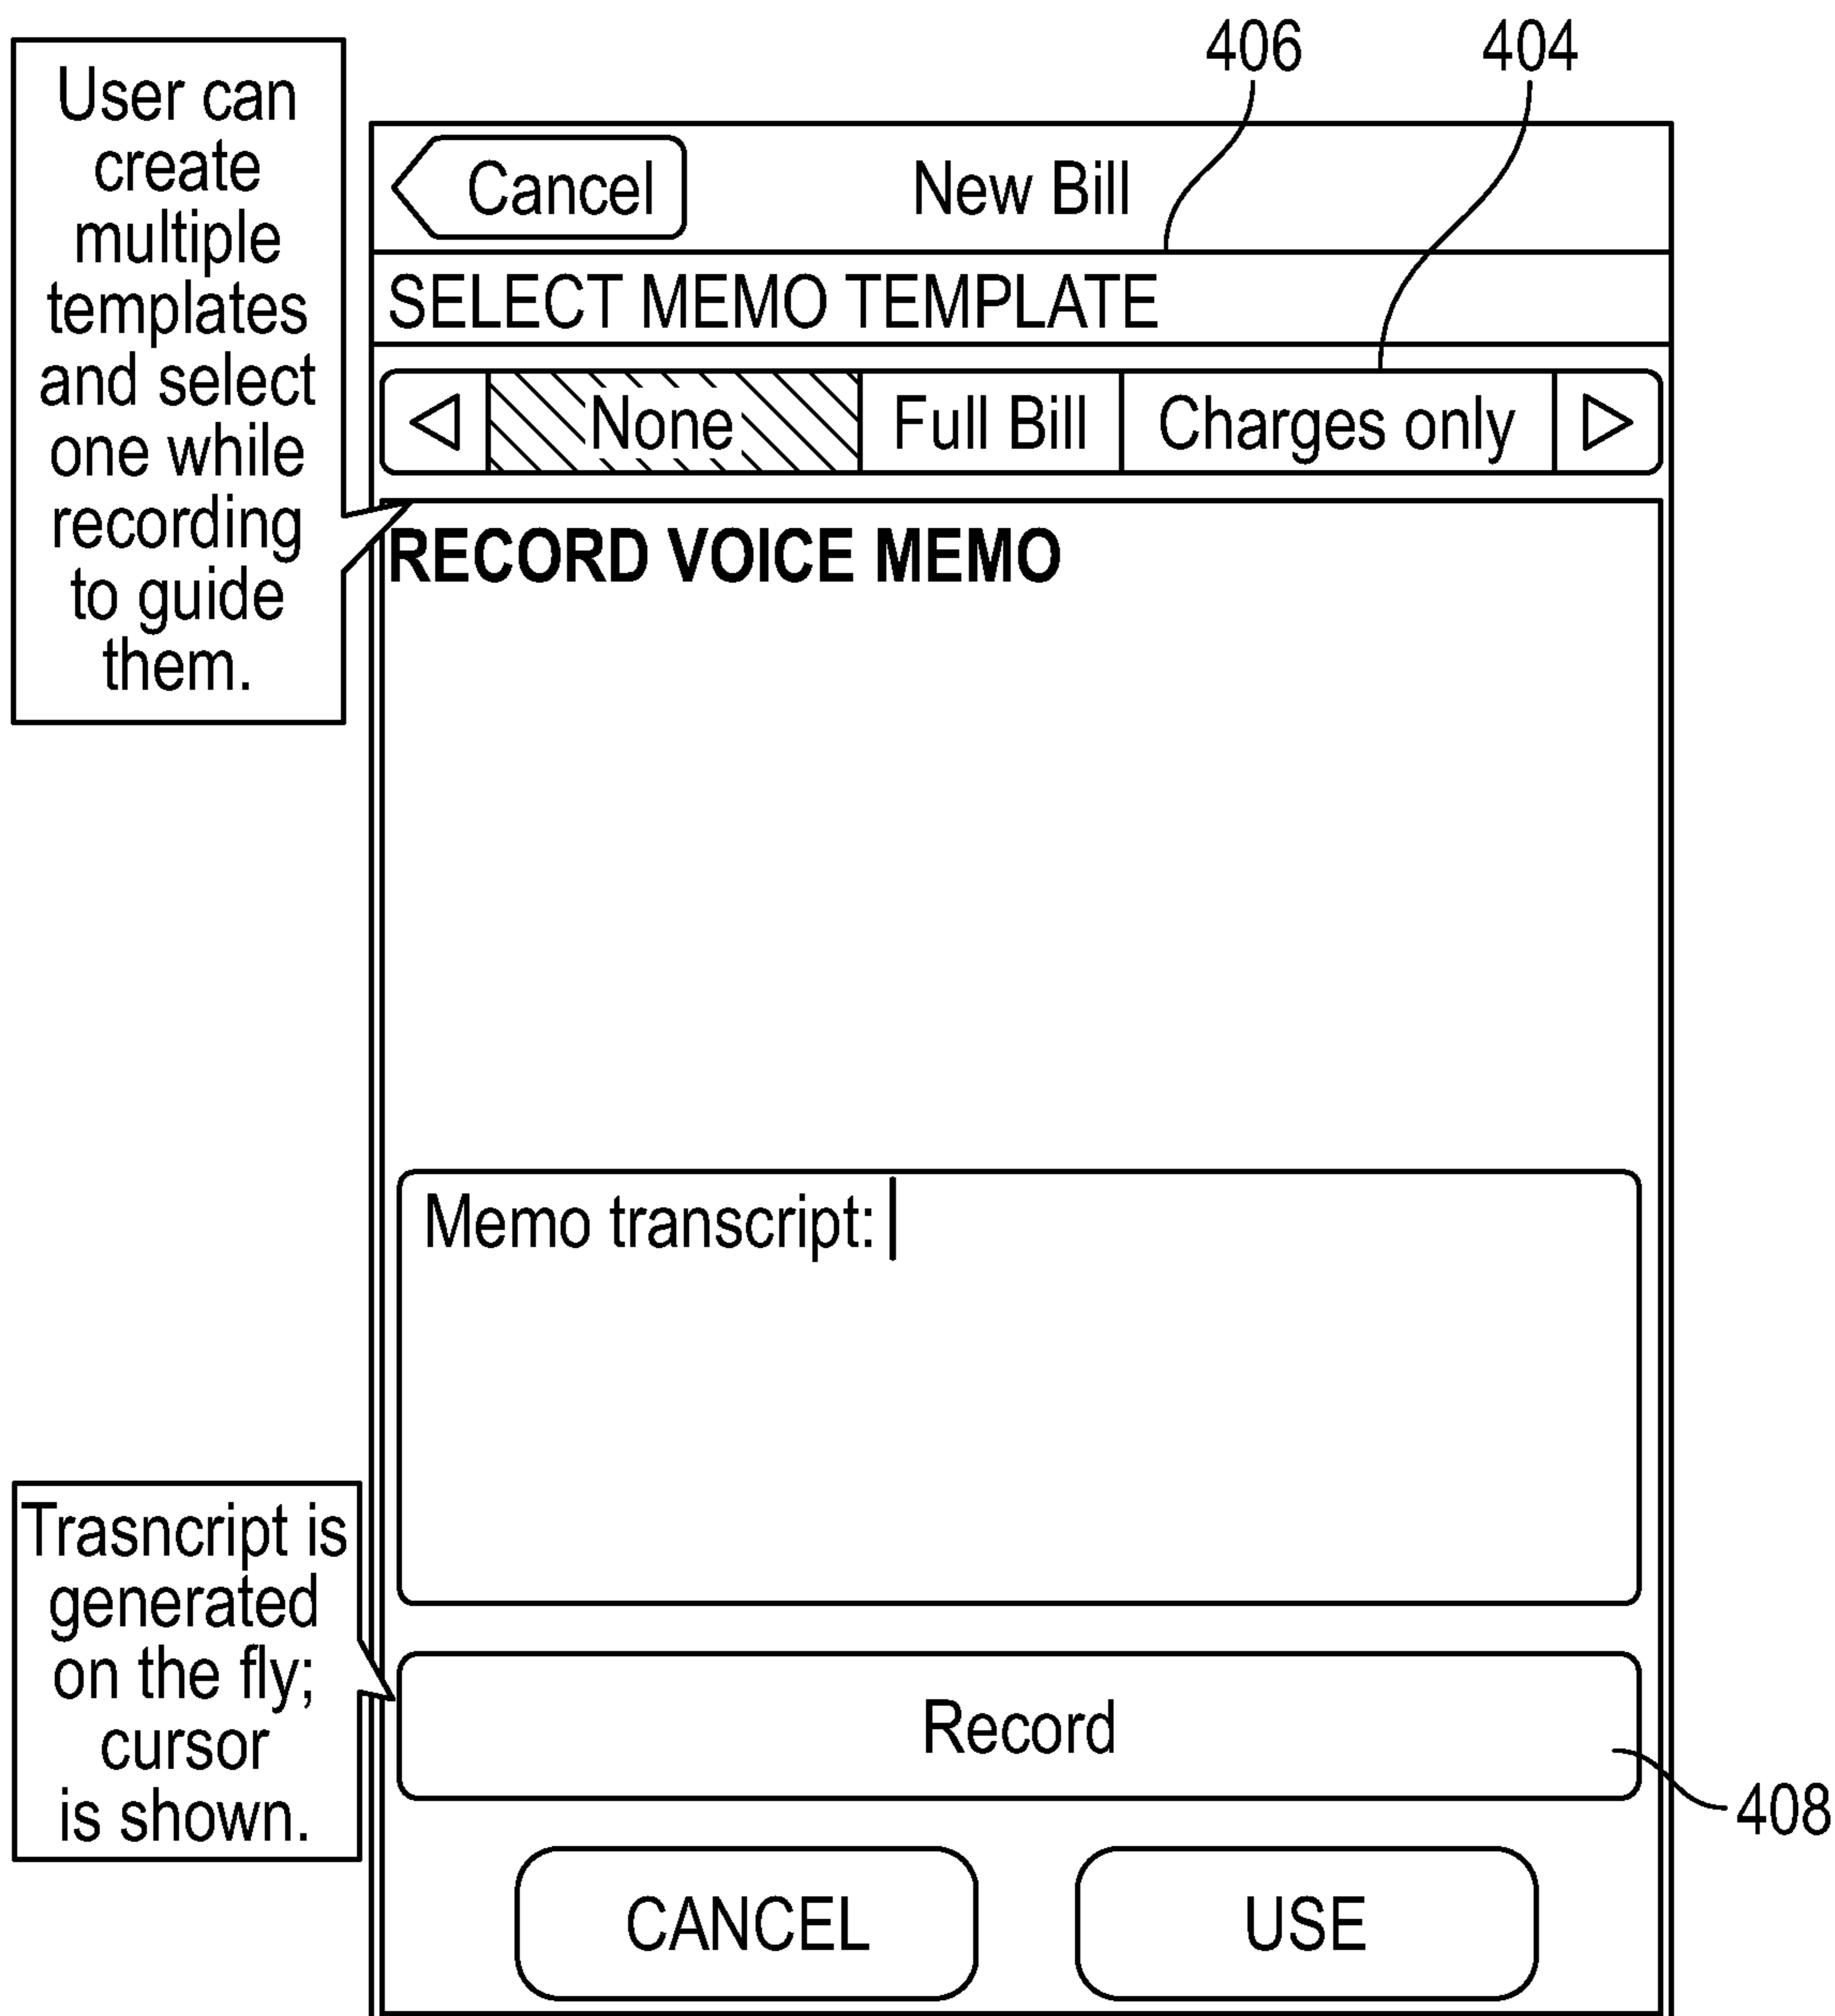 406
404
User can
create
multiple
templates
and select
one while
recording
to guide
them.
Cancel
New Bill
SELECT MEMO TEMPLATE
None
Full Bill
Charges only
RECORD VOICE MEMO
Memo transcript:
Trasncript is
generated
on the fly;
cursor
is shown.
Record
408
CANCEL
USE